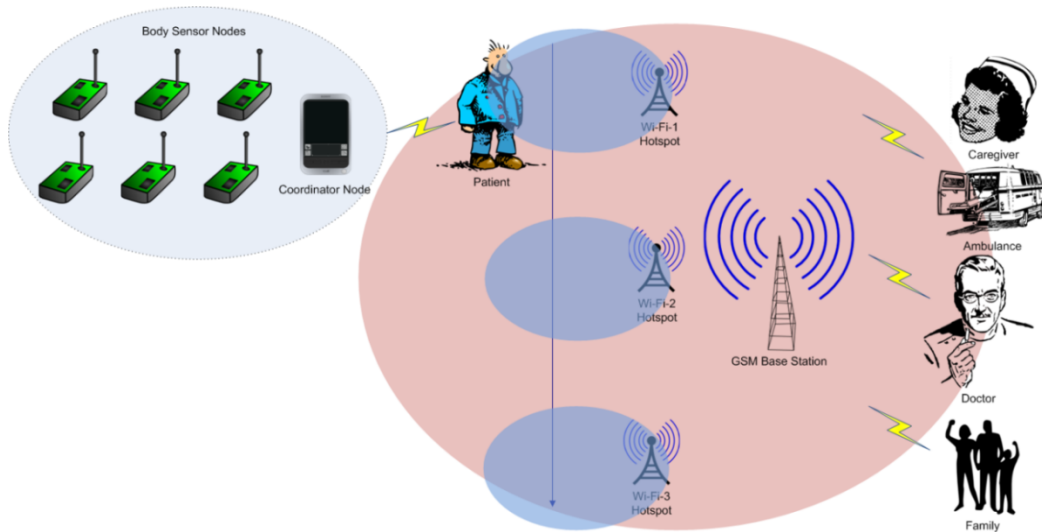 Body Sensor Nodes
Coordinator Node
Patient
Wi-Fi-1
Hotspot
Wi-Fi-2
Hotspot
Wi-Fi-3
Hotspot
GSM Base Station
Caregiver
Ambulance
Doctor
Family